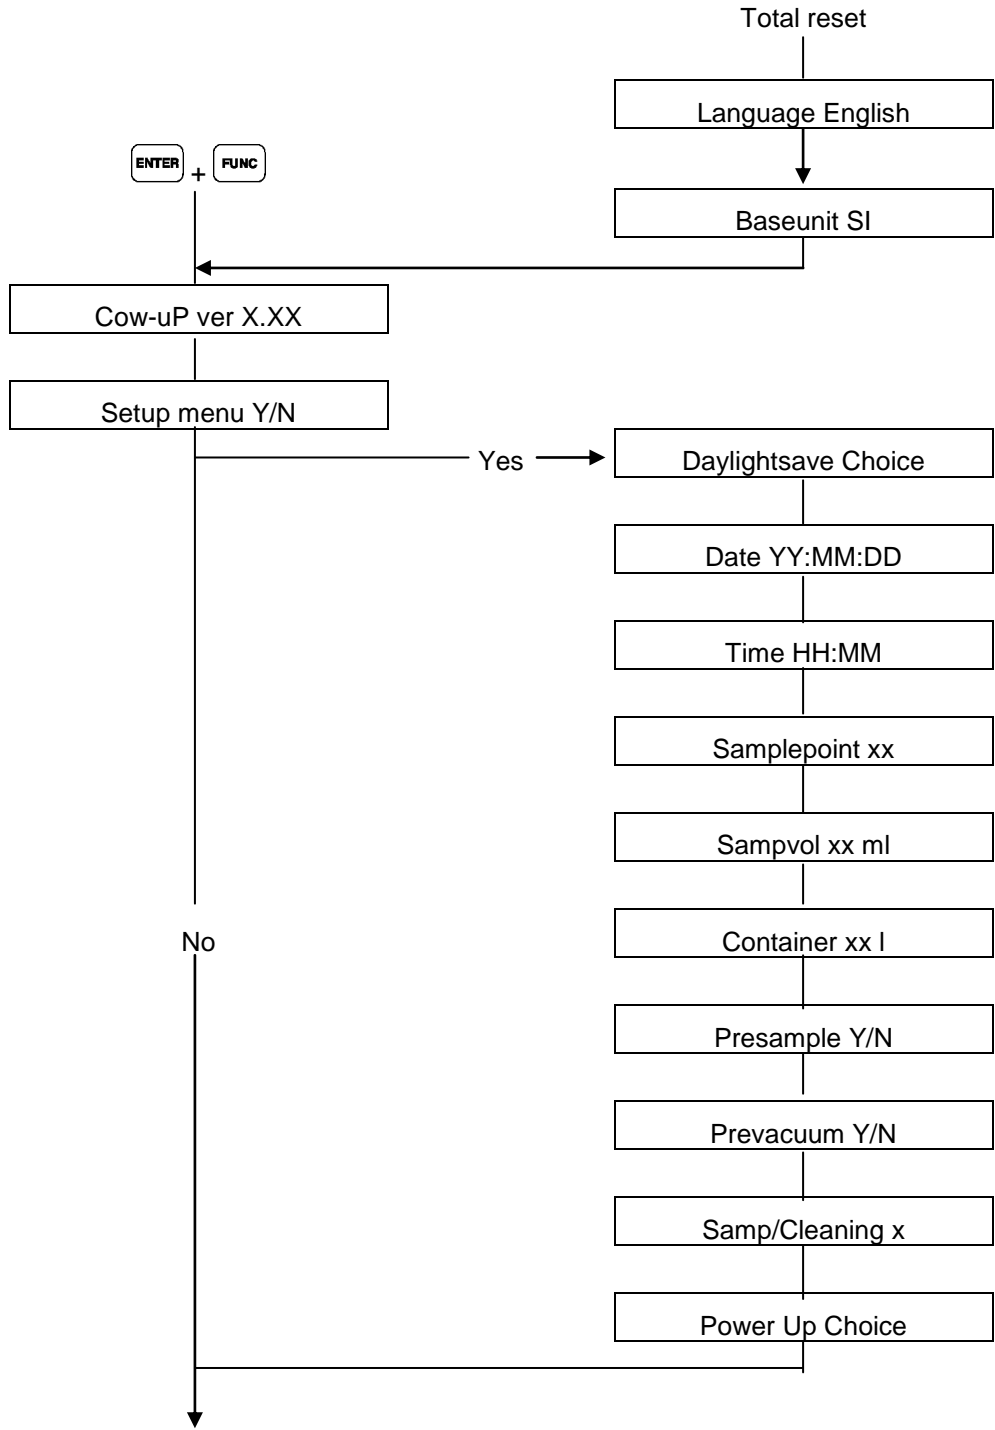 Total reset
Language English
ENTER + FUNC
Baseunit SI
Cow-uP ver X.XX
Setup menu Y/N
Yes
Daylightsave Choice
Date YY:MM:DD
Time HH:MM
Samplepoint xx
Sampvol xx ml
Container xx l
No
Presample Y/N
Prevacuum Y/N
Samp/Cleaning x
Power Up Choice